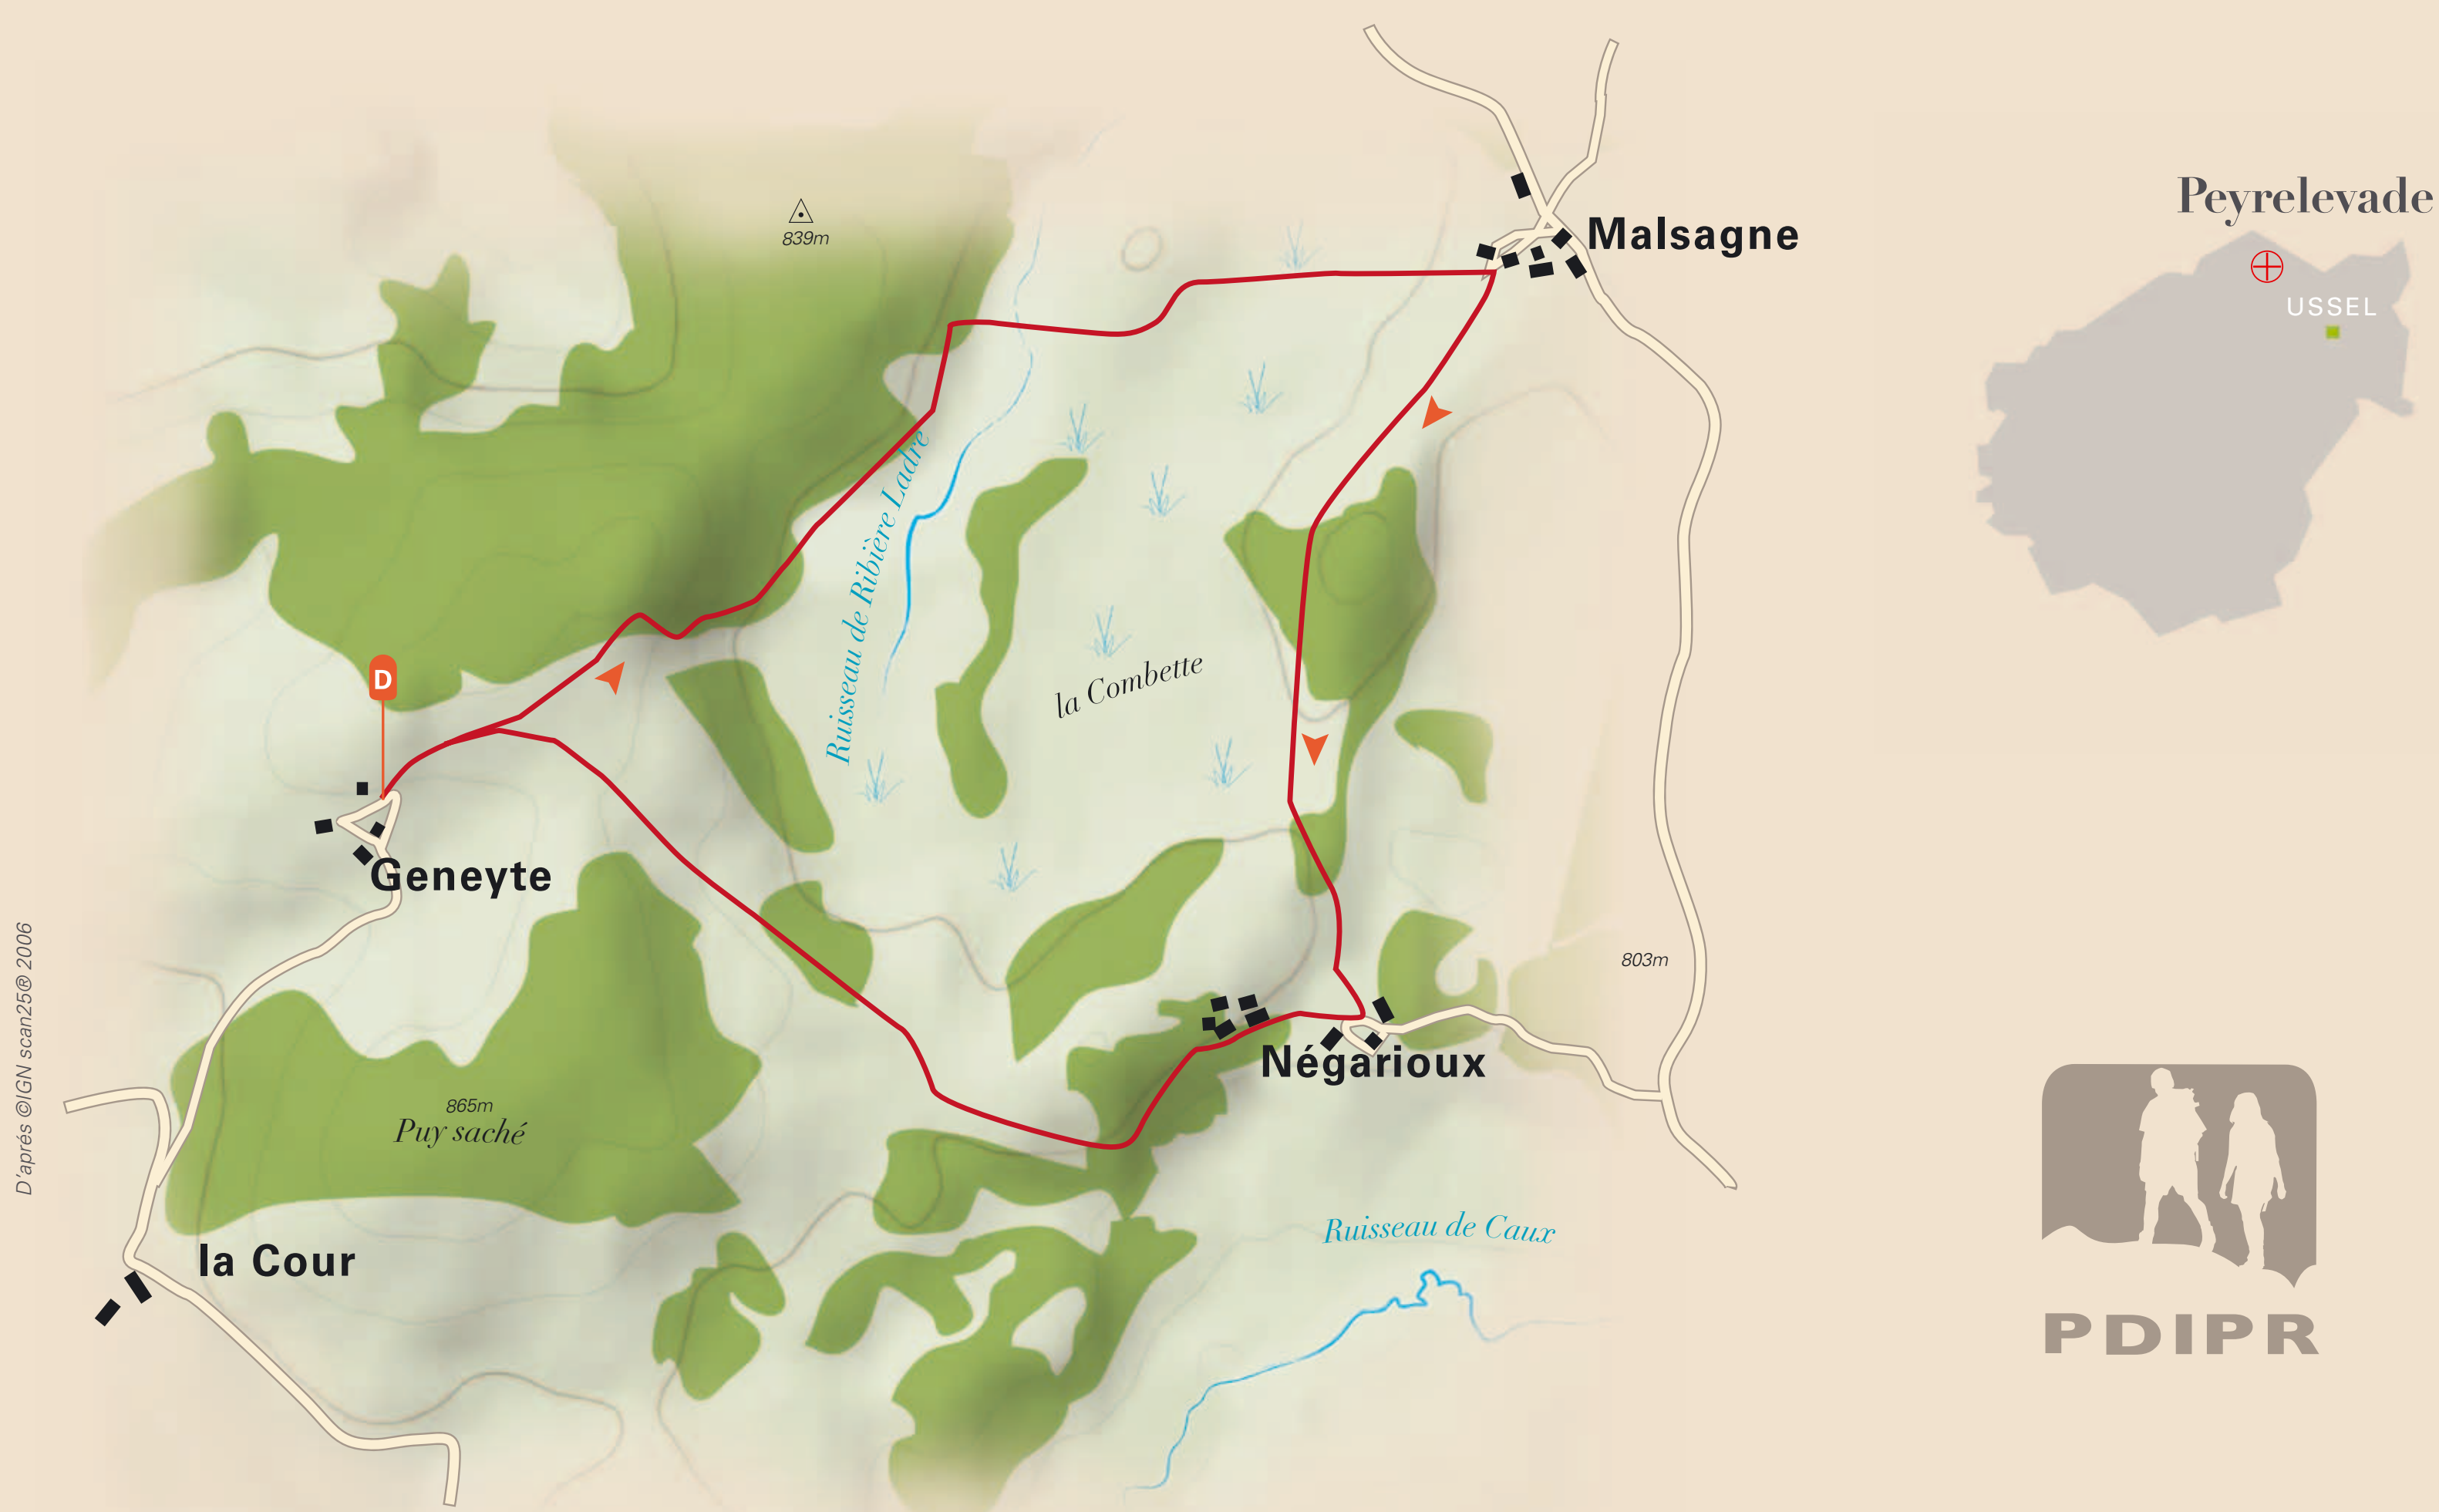 Peyrelevade
USSEL
Malsagne
839m
Ruisseau de Ribière Ladre
la Combette
D
Geneyte
803m
Négarioux
865m
Puy saché
la Cour
Ruisseau de Caux
D'aprés ©IGN scan25® 2006
PDIPR